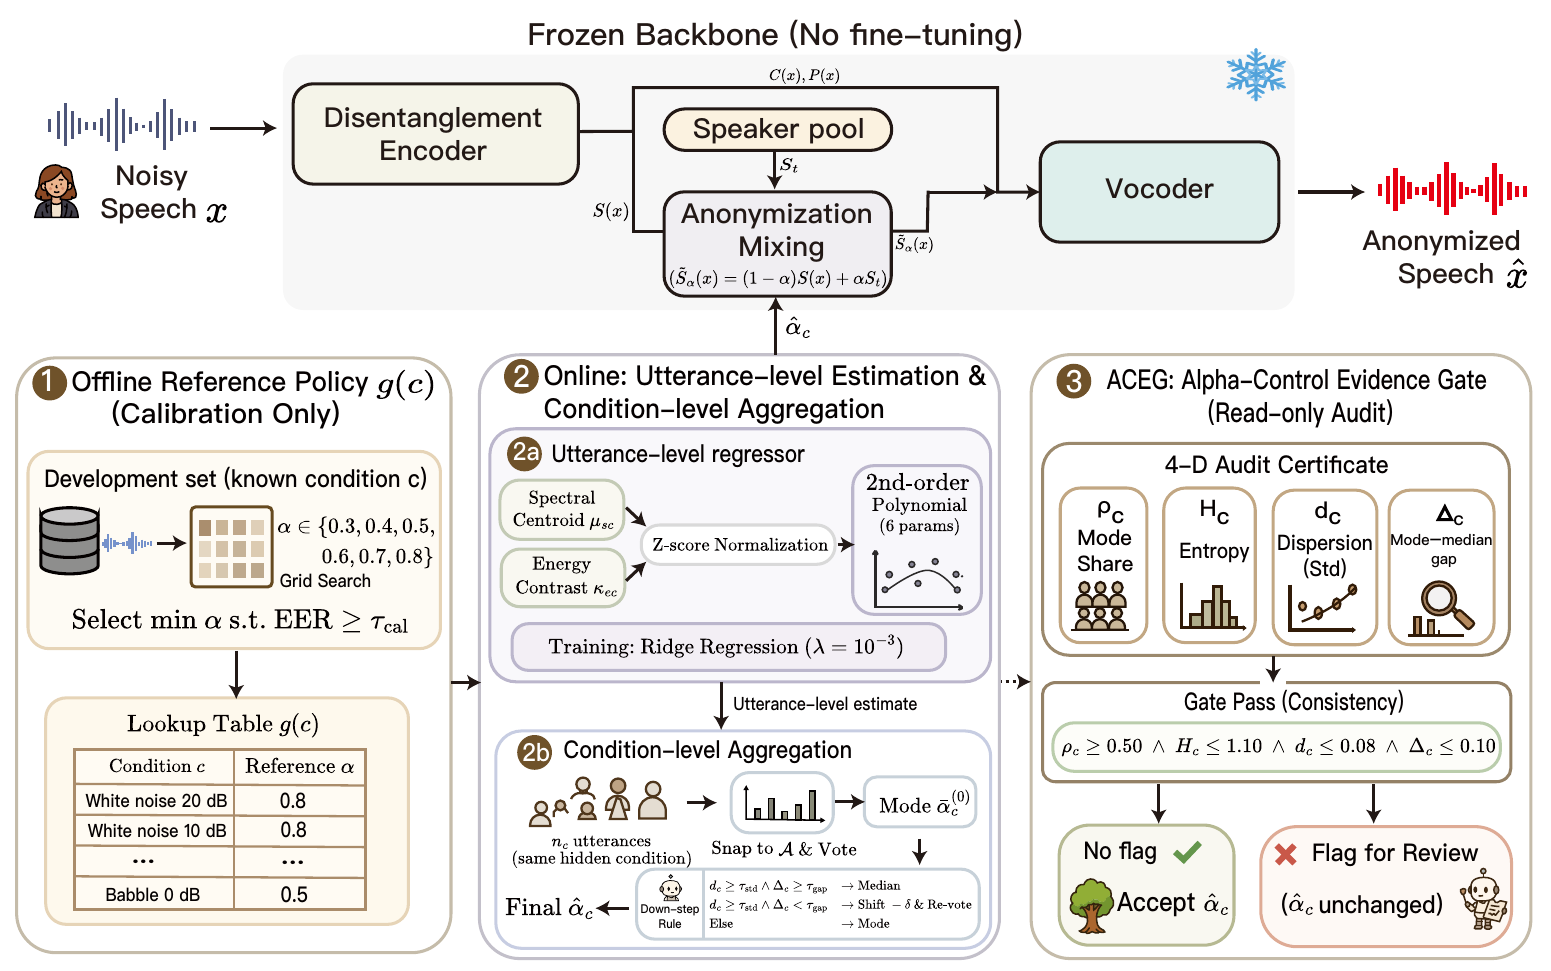 Frozen Backbone (No fine-tuning)
Noisy
Speech x
Disentanglement
Encoder
C(x), P(x)
Speaker pool
S_t
S(x)
Anonymization
Mixing
(S̃_α(x) = (1 − α)S(x) + αS_t)
S̃_α(x)
Vocoder
Anonymized
Speech x̂
α̂_c
1 Offline Reference Policy g(c)
(Calibration Only)
Development set (known condition c)
α ∈ {0.3, 0.4, 0.5,
0.6, 0.7, 0.8}
Grid Search
Select min α s.t. EER ≥ τ_cal
Lookup Table g(c)
Condition c Reference α
White noise 20 dB 0.8
White noise 10 dB 0.8
... ...
Babble 0 dB 0.5
2 Online: Utterance-level Estimation &
Condition-level Aggregation
2a Utterance-level regressor
Spectral
Centroid μ_sc
Energy
Contrast κ_ec
Z-score Normalization
2nd-order
Polynomial
(6 params)
Training: Ridge Regression (λ = 10⁻³)
Utterance-level estimate
2b Condition-level Aggregation
n_c utterances
(same hidden condition)
Snap to 𝒜 & Vote
Mode ᾱ_c^(0)
Down-step
Rule
d_c ≥ τ_std ∧ Δ_c ≥ τ_gap → Median
d_c ≥ τ_std ∧ Δ_c < τ_gap → Shift − δ & Re-vote
Else → Mode
Final α̂_c
3 ACEG: Alpha-Control Evidence Gate
(Read-only Audit)
4-D Audit Certificate
ρ_c
Mode
Share
H_c
Entropy
d_c
Dispersion
(Std)
Δ_c
Mode-median
gap
Gate Pass (Consistency)
ρ_c ≥ 0.50 ∧ H_c ≤ 1.10 ∧ d_c ≤ 0.08 ∧ Δ_c ≤ 0.10
No flag
Accept α̂_c
Flag for Review
(α̂_c unchanged)